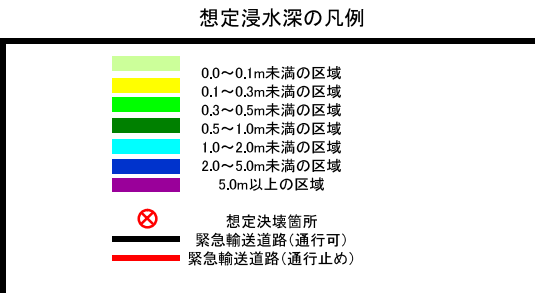 想定浸水深の凡例
0.0～0.1m未満の区域
0.1～0.3m未満の区域
0.3～0.5m未満の区域
0.5～1.0m未満の区域
1.0～2.0m未満の区域
2.0～5.0m未満の区域
5.0m以上の区域
想定決壊箇所
緊急輸送道路(通行可)
緊急輸送道路(通行止め)